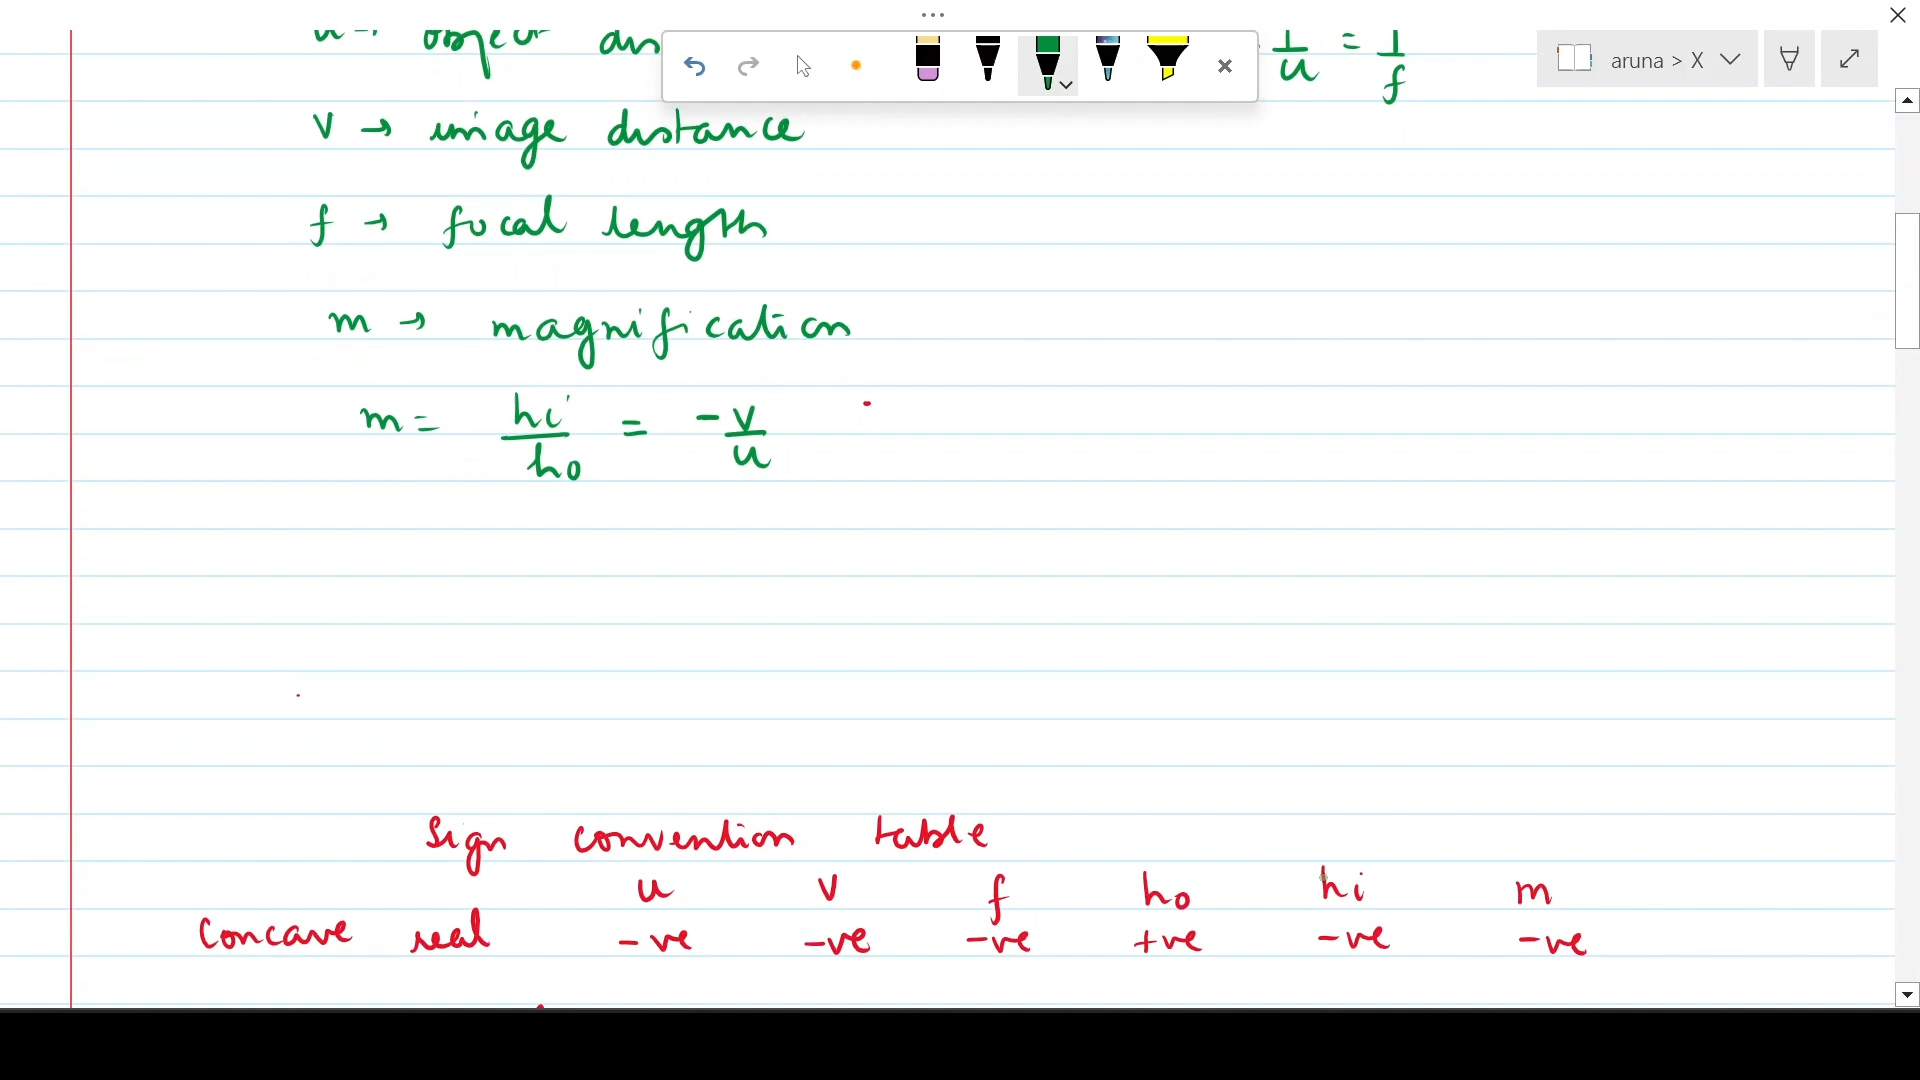 u → object
1/u = 1/f
aruna > X
v → image distance
f → focal length
m → magnification
m = hi/ho = -v/u
Sign convention table
u v f ho hi m
Concave real -ve -ve -ve +ve -ve -ve